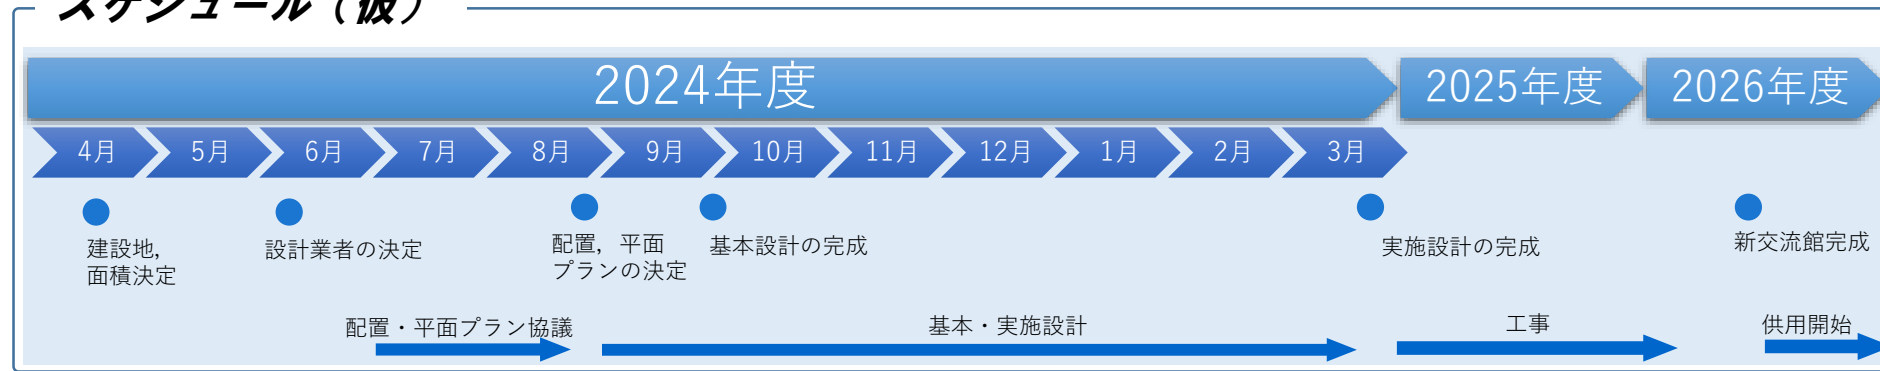 スケジュール（仮）
2024年度
2025年度
2026年度
4月
5月
6月
7月
8月
9月
10月
11月
12月
1月
2月
3月
建設地，
面積決定
設計業者の決定
配置，平面
プランの決定
基本設計の完成
実施設計の完成
新交流館完成
配置・平面プラン協議
基本・実施設計
工事
供用開始